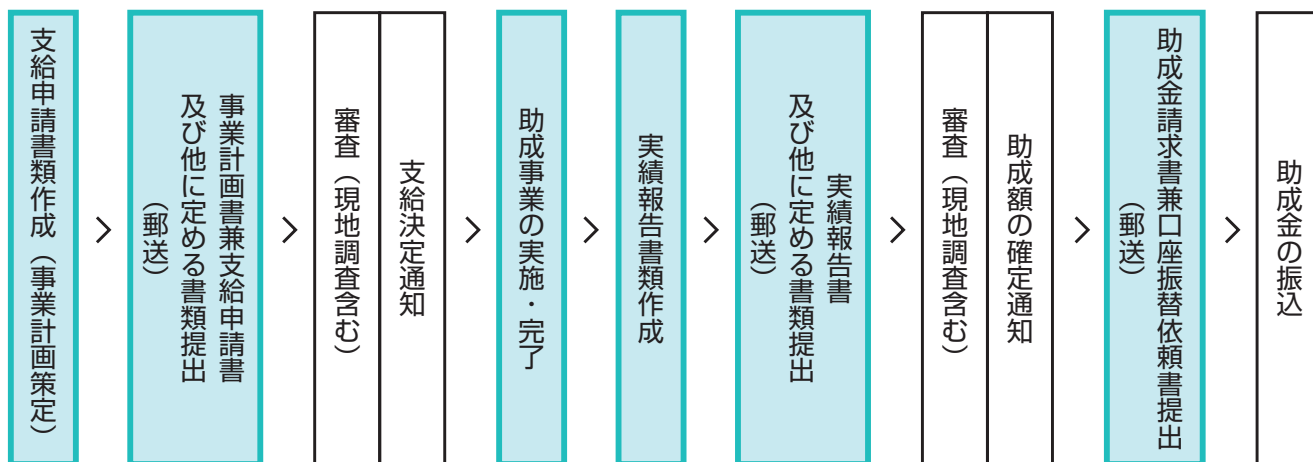 支給申請書類作成（事業計画策定）
＞
事業計画書兼支給申請書
及び他に定める書類提出
（郵送）
＞
審査（現地調査含む）
支給決定通知
＞
助成事業の実施・完了
＞
実績報告書類作成
＞
実績報告書
及び他に定める書類提出
（郵送）
＞
審査（現地調査含む）
助成額の確定通知
＞
助成金請求書兼口座振替依頼書提出
（郵送）
＞
助成金の振込